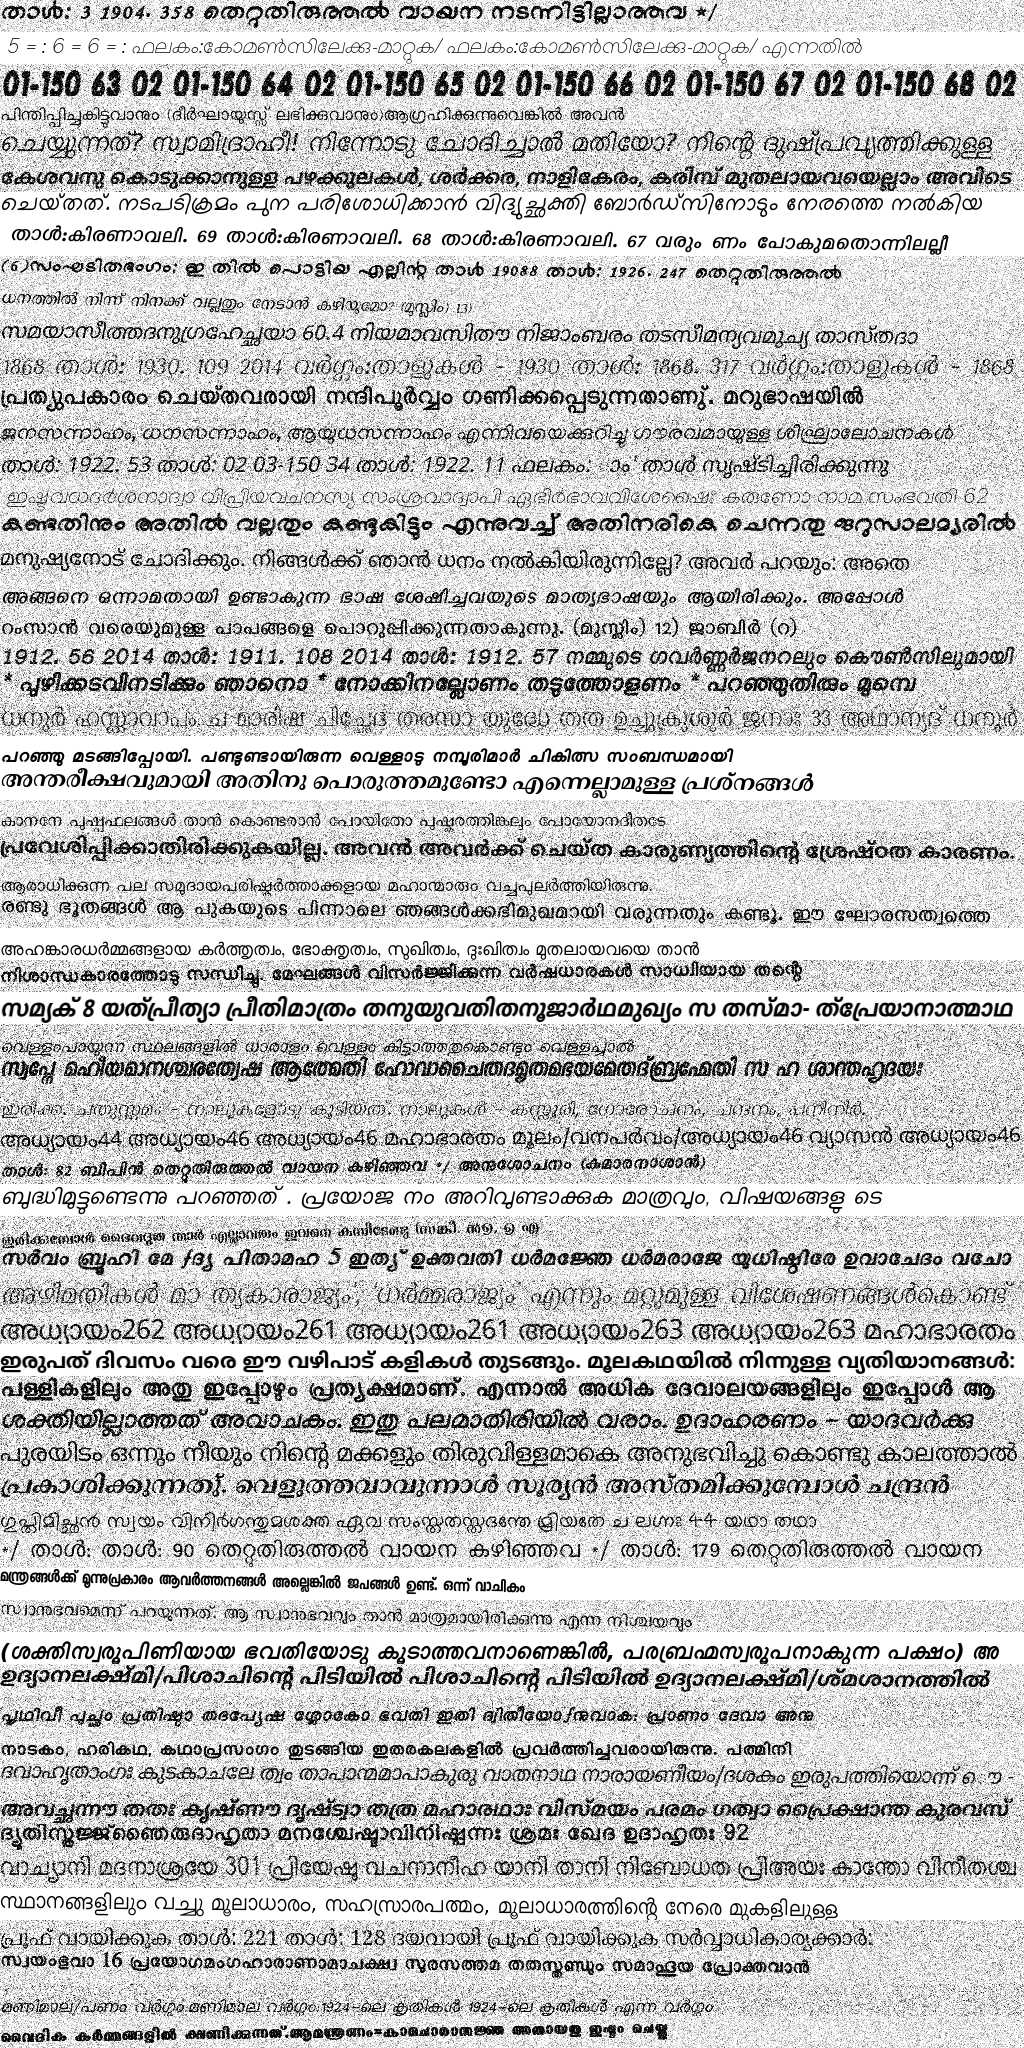 താൾ: 3 1904. 358 തെറ്റുതിരുത്തൽ വായന നടന്നിട്ടില്ലാത്തവ */
5 = : 6 = 6 = : ഫലകം:കോമൺസിലേക്കു-മാറ്റുക/ ഫലകം:കോമൺസിലേക്കു-മാറ്റുക/ എന്നതിൽ
01-150 63 02 01-150 64 02 01-150 65 02 01-150 66 02 01-150 67 02 01-150 68 02
പിന്തിപ്പിച്ചുകിട്ടുവാനും (ദീർഘായുസ്സ് ലഭിക്കുവാനും)ആഗ്രഹിക്കുന്നുവെങ്കിൽ അവൻ
ചെയ്യുന്നത്? സ്വാമിദ്രോഹീ! നിന്നോടു ചോദിച്ചാൽ മതിയോ? നിന്റെ ദുഷ്പ്രവൃത്തിക്കുള്ള
കേശവന്നു കൊടുക്കാനുള്ള പഴക്കുലകൾ, ശർക്കര, നാളികേരം, കരിമ്പ് മുതലായവയെല്ലാം അവിടെ
ചെയ്തത്. നടപടിക്രമം പുന പരിശോധിക്കാൻ വിദ്യുച്ഛക്തി ബോർഡ്സിനോടും നേരത്തെ നൽകിയ
താൾ:കിരണാവലി. 69 താൾ:കിരണാവലി. 68 താൾ:കിരണാവലി. 67 വരും ണം പോകുമതൊന്നിലല്ലീ
(6)സംഘടിതഭംഗം: ഇ തിൽ പൊട്ടിയ എല്ലിന്റ താൾ 19088 താൾ: 1926. 247 തെറ്റുതിരുത്തൽ
ധനത്തിൽ നിന്ന് നിനക്ക് വല്ലതും നേടാൻ കഴിയുമോ? (മുസ്ലിം) 13)
സമയാസീത്തദനുഗ്രഹേച്ഛയാ 60.4 നിയമാവസിതൗ നിജാംബരം തടസീമന്യവമുച്യ താസ്തദാ
1868 താൾ: 1930. 109 2014 വർഗ്ഗം:താളുകൾ - 1930 താൾ: 1868. 317 വർഗ്ഗം:താളുകൾ - 1868
പ്രത്യുപകാരം ചെയ്തവരായി നന്ദിപൂർവ്വം ഗണിക്കപ്പെടുന്നതാണു്. മറുഭാഷയിൽ
ജനസന്നാഹം, ധനസന്നാഹം, ആയുധസന്നാഹം എന്നിവയെക്കുറിച്ചു ഗൗരവമായുള്ള ശീഘ്രാലോചനകൾ
താൾ: 1922. 53 താൾ: 02 03-150 34 താൾ: 1922. 11 ഫലകം: ാം' താൾ സൃഷ്ടിച്ചിരിക്കുന്നു
ഇഷ്ടവധദർശനാദ്വാ വിപ്രിയവചനസ്യ സംശ്രവാദ്വാപി ഏഭിർഭാവവിശേഷൈഃ കരുണോ നാമ സംഭവതി 62
കണ്ടതിനും അതിൽ വല്ലതും കണ്ടുകിട്ടും എന്നുവച്ച് അതിനരികെ ചെന്നതു ഒറുസാലമ്യരിൽ
മനുഷ്യനോട് ചോദിക്കും. നിങ്ങൾക്ക് ഞാൻ ധനം നൽകിയിരുന്നില്ലേ? അവർ പറയും: അതെ
അങ്ങനെ ഒന്നാമതായി ഉണ്ടാകുന്ന ഭാഷ ശേഷിച്ചവയുടെ മാതൃഭാഷയും ആയിരിക്കും. അപ്പോൾ
റംസാൻ വരെയുമുള്ള പാപങ്ങളെ പൊറുപ്പിക്കുന്നതാകുന്നു. (മുസ്ലിം) 12) ജാബിർ (റ)
1912. 56 2014 താൾ: 1911. 108 2014 താൾ: 1912. 57 നമ്മുടെ ഗവർണ്ണർജനറലും കൌൺസിലുമായി
* പൂഴിക്കടവിനടിക്കും ഞാനൊ * നോക്കിനല്ലോണം തടുത്തോളണം * പറഞ്ഞുതിരും മുമ്പെ
ധനുർ ഹസ്താവാപം ച മാരിഷ ചിച്ഛേദ തരസാ യുദ്ധേ തത ഉച്ചുക്രുശുർ ജനാഃ 33 അഥാന്യദ് ധനുർ
പറഞ്ഞു മടങ്ങിപ്പോയി. പണ്ടുണ്ടായിരുന്ന വെള്ളാടു നമ്പൂരിമാർ ചികിത്സ സംബന്ധമായി
അന്തരീക്ഷവുമായി അതിനു പൊരുത്തമുണ്ടോ എന്നെല്ലാമുള്ള പ്രശ്നങ്ങൾ
കാനനേ പുഷ്പഫലങ്ങൾ താൻ കൊണ്ടരാൻ പോയിതോ പുഷ്കരത്തിങ്കലും പോയോനദീതടേ
പ്രവേശിപ്പിക്കാതിരിക്കുകയില്ല. അവൻ അവർക്ക് ചെയ്ത കാരുണ്യത്തിന്റെ ശ്രേഷ്ഠത കാരണം.
ആരാധിക്കുന്ന പല സമുദായപരിഷ്കർത്താക്കളായ മഹാന്മാരും വച്ചുപുലർത്തിയിരുന്നു.
രണ്ടു ഭൂതങ്ങൾ ആ പുകയുടെ പിന്നാലെ ഞങ്ങൾക്കഭിമുഖമായി വരുന്നതും കണ്ടൂ. ഈ ഘോരസത്വത്തെ
അഹങ്കാരധർമ്മങ്ങളായ കർത്തൃത്വം, ഭോക്തൃത്വം, സുഖിത്വം, ദുഃഖിത്വം മുതലായവയെ താൻ
നിശാന്ധകാരത്തോടു സന്ധിച്ചു. മേഘങ്ങൾ വിസർജ്ജിക്കുന്ന വർഷധാരകൾ സാധ്വിയായ തന്റെ
സമ്യക് 8 യത്പ്രീത്യാ പ്രീതിമാത്രം തനുയുവതിതനൂജാർഥമുഖ്യം സ തസ്മാ- ത്പ്രേയാനാത്മാഥ
വെള്ളംപായുന്ന സ്ഥലങ്ങളിൽ ധാരാളം വെള്ളം കിട്ടാത്തതുകൊണ്ടും വെള്ളച്ചാൽ
സ്വപ്നേ മഹീയമാനശ്ചരത്യേഷ ആത്മേതി ഹോവാചൈതദമൃതമഭയമേതദ്ബ്രഹ്മേതി സ ഹ ശാന്തഹൃദയഃ
ഇരിക്ക. ചതുസ്സമം – നാലുകളോടു കൂടിയത്. നാലുകൾ – കസ്തൂരി, ഗോരോചനം, ചന്ദനം, പനിനീർ.
അധ്യായം44 അധ്യായം46 അധ്യായം46 മഹാഭാരതം മൂലം/വനപർവം/അധ്യായം46 വ്യാസൻ അധ്യായം46
താൾ: 82 ബിപിൻ തെറ്റുതിരുത്തൽ വായന കഴിഞ്ഞവ */ അനുശോചനം (കുമാരനാശാൻ)
ബുദ്ധിമുട്ടുണ്ടെന്നു പറഞ്ഞത് . പ്രയോജ നം അറിവുണ്ടാക്കുക മാത്രവും, വിഷയങ്ങളു ടെ
ഇരിക്കുമ്പോൾ ദൈവദൂത താൻ എല്ലാവരും ഇവനെ കുമ്പിടേണ്ടു
സർവം ബ്രൂഹി മേ ƒദ്യ പിതാമഹ 5 ഇത്യ് ഉക്തവതി ധർമജ്ഞേ ധർമരാജേ യുധിഷ്ഠിരേ ഉവാചേദം വചോ
അഴിമതികൾ മാ തൃകാരാജ്യം', 'ധർമ്മരാജ്യം' എന്നും മറ്റുമുള്ള വിശേഷണങ്ങൾകൊണ്ട്
അധ്യായം262 അധ്യായം261 അധ്യായം261 അധ്യായം263 അധ്യായം263 മഹാഭാരതം
ഇരുപത് ദിവസം വരെ ഈ വഴിപാട് കളികൾ തുടങ്ങും. മൂലകഥയിൽ നിന്നുള്ള വ്യതിയാനങ്ങൾ:
പള്ളികളിലും അതു ഇപ്പോഴും പ്രത്യക്ഷമാണ്. എന്നാൽ അധിക ദേവാലയങ്ങളിലും ഇപ്പോൾ ആ
ശക്തിയില്ലാത്തത് അവാചകം. ഇതു പലമാതിരിയിൽ വരാം. ഉദാഹരണം – യാദവർക്കു
പുരയിടം ഒന്നും നീയും നിന്റെ മക്കളും തിരുവിള്ളമാകെ അനുഭവിച്ചു കൊണ്ടു കാലത്താൽ
പ്രകാശിക്കുന്നതു്. വെളുത്തവാവുന്നാൾ സൂര്യൻ അസ്തമിക്കുമ്പോൾ ചന്ദ്രൻ
ഗുപ്തിമിച്ഛൻ സ്വയം വിനിർഗന്തുമശക്ത ഏവ സംസ്തതസ്തദന്തേ മ്രിയതേ ച ലഗ്നഃ 44 യഥാ തഥാ
*/ താൾ: താൾ: 90 തെറ്റുതിരുത്തൽ വായന കഴിഞ്ഞവ */ താൾ: 179 തെറ്റുതിരുത്തൽ വായന
മന്ത്രങ്ങൾക്ക് മൂന്നുപ്രകാരം ആവർത്തനങ്ങൾ അല്ലെങ്കിൽ ജപങ്ങൾ ഉണ്ട്. ഒന്ന് വാചികം
സ്വാനുഭവമെന്ന് പറയുന്നത്. ആ സ്വാനുഭവവും താൻ മാത്രമായിരിക്കുന്നു എന്ന നിശ്ചയവും
(ശക്തിസ്വരൂപിണിയായ ഭവതിയോടു കൂടാത്തവനാണെങ്കിൽ, പരബ്രഹ്മസ്വരൂപനാകുന്ന പക്ഷം) അ
ഉദ്യാനലക്ഷ്മി/പിശാചിന്റെ പിടിയിൽ പിശാചിന്റെ പിടിയിൽ ഉദ്യാനലക്ഷ്മി/ശ്മശാനത്തിൽ
പൃഥിവീ പുച്ഛം പ്രതിഷ്ഠാ തദപ്യേഷ ശ്ലോകോ ഭവതി ഇതി ദ്വിതീയോƒനുവാകഃ പ്രാണം ദേവാ അനു
നാടകം, ഹരികഥ, കഥാപ്രസംഗം തുടങ്ങിയ ഇതരകലകളിൽ പ്രവർത്തിച്ചവരായിരുന്നു. പത്മിനി
ദവാഹൃതാംഗഃ കുടകാചലേ ത്വം താപാന്മമാപാകുരു വാതനാഥ നാരായണീയം/ദശകം ഇരുപത്തിയൊന്ന് ൌ -
അവച്ഛന്നൗ തതഃ കൃഷ്ണൗ ദൃഷ്ട്വാ തത്ര മഹാരഥാഃ വിസ്മയം പരമം ഗത്വാ പ്രൈക്ഷാന്ത കുരവസ്
ദ്യുതിസ്തജ്ജ്ഞൈരുദാഹൃതാ മനശ്ചേഷ്ടാവിനിഷ്പന്നഃ ശ്രമഃ ഖേദ ഉദാഹൃതഃ 92
വാച്യാനി മദനാശ്രയേ 301 പ്രിയേഷു വചനാനീഹ യാനി താനി നിബോധത പ്രിഅയഃ കാന്തോ വിനീതശ്ച
സ്ഥാനങ്ങളിലും വച്ചു മൂലാധാരം, സഹസ്രാരപത്മം, മൂലാധാരത്തിന്റെ നേരെ മുകളിലുള്ള
പ്രൂഫ് വായിക്കുക താൾ: 221 താൾ: 128 ദയവായി പ്രൂഫ് വായിക്കുക സർവ്വാധികാര്യക്കാർ:
സ്വയംഭുവാ 16 പ്രയോഗമംഗഹാരാണാമാചക്ഷ്വ സുരസത്തമ തതസ്തണ്ഡും സമാഹൂയ പ്രോക്തവാൻ
മണിമാല/പണം വർഗ്ഗം:മണിമാല വർഗ്ഗം:1924-ലെ കൃതികൾ 1924-ലെ കൃതികൾ എന്ന വർഗ്ഗം
വൈദിക കർമ്മങ്ങളിൽ ക്ഷണിക്കുന്നത്.ആമന്ത്രണം=